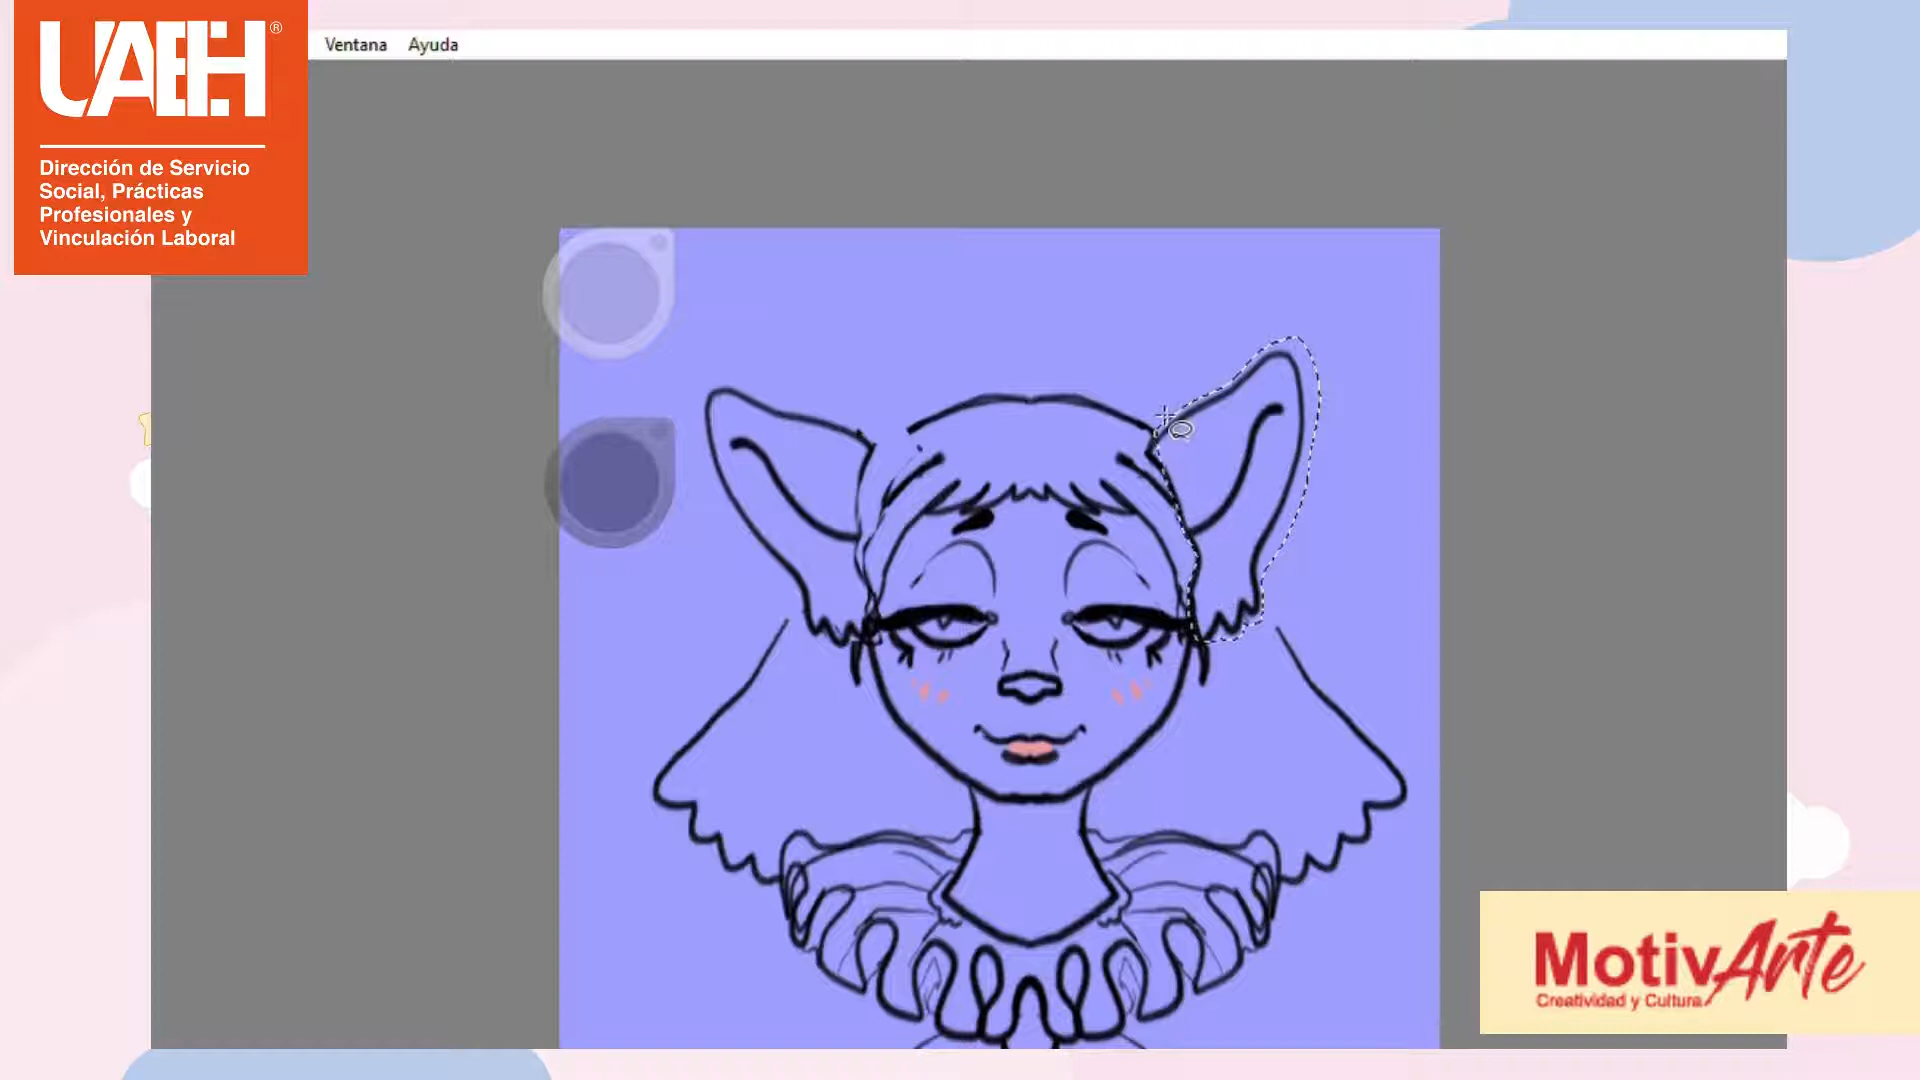 UAEH®
Ventana Ayuda
Dirección de Servicio
Social, Prácticas
Profesionales y
Vinculación Laboral
MotivArte
Creatividad y Cultura